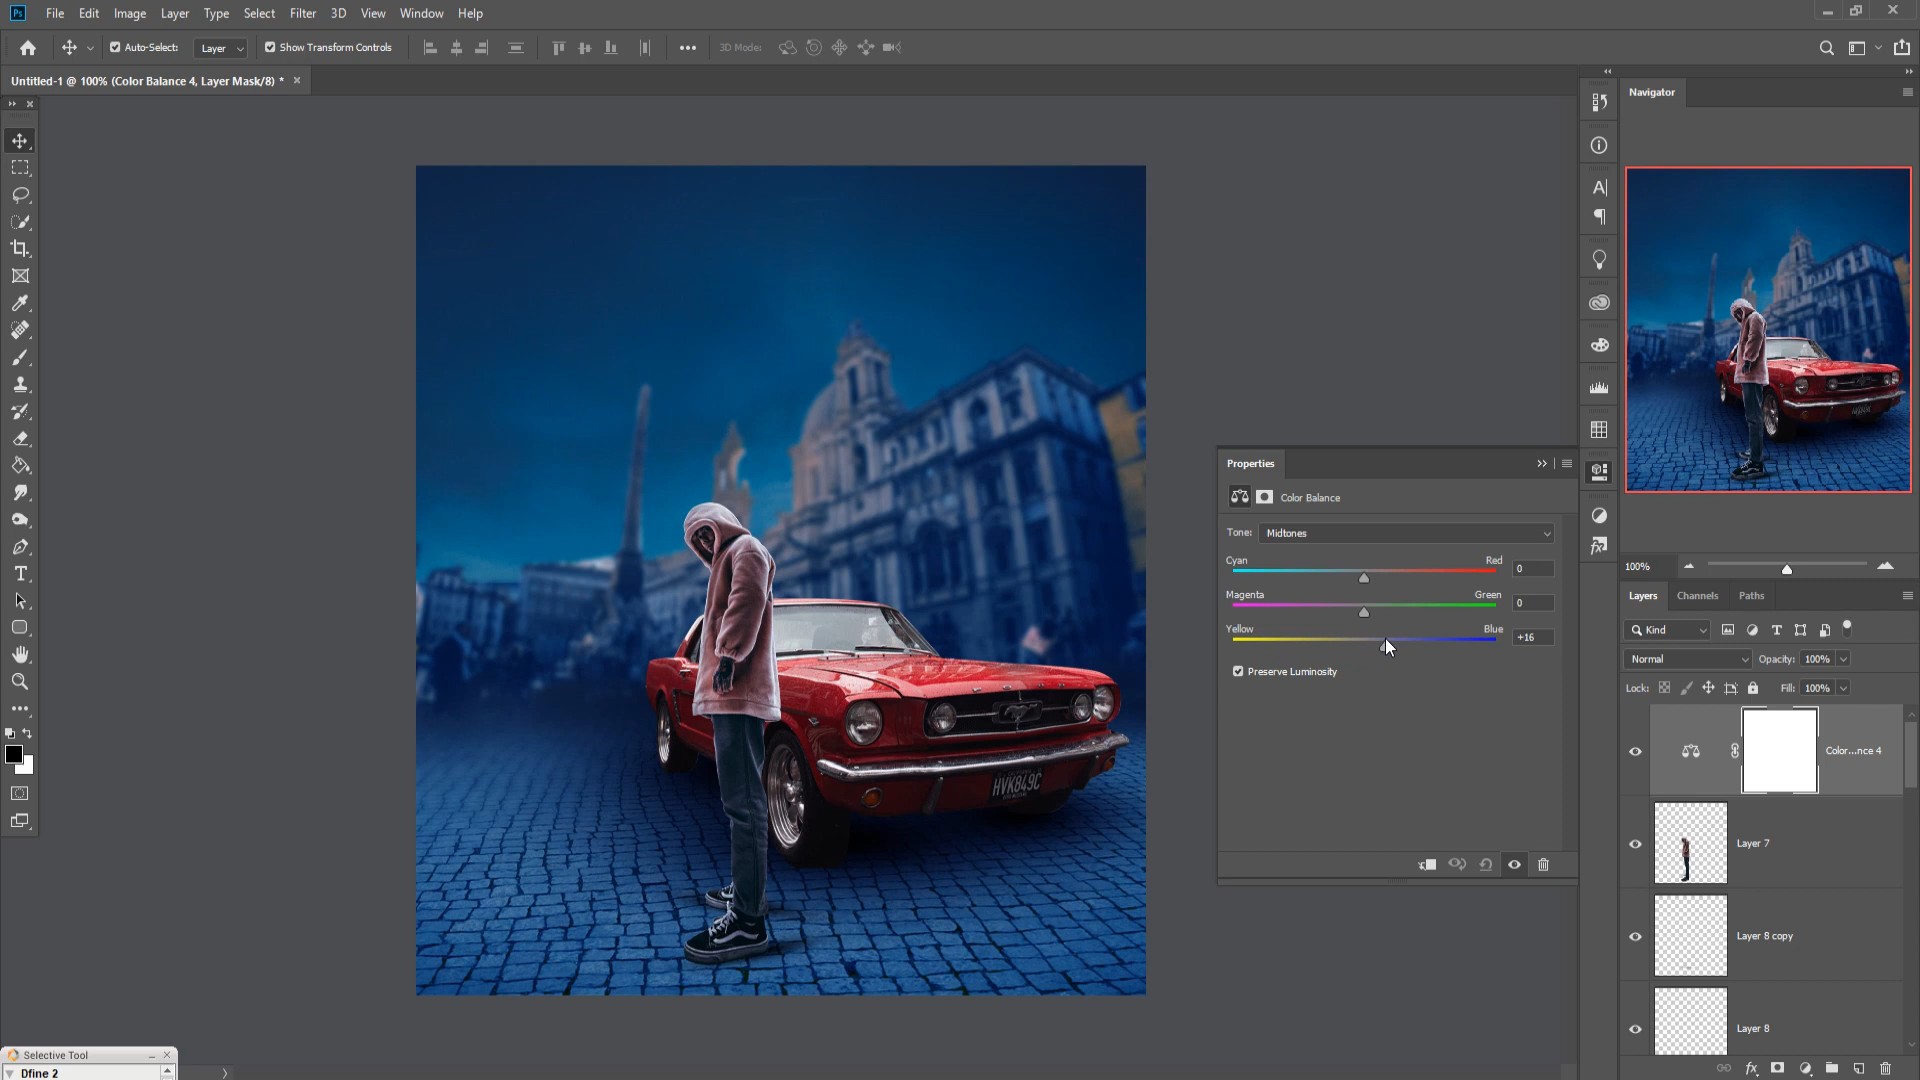 Ps File Edit Image Layer Type Select Filter 3D View Window Help
Auto-Select: Layer Show Transform Controls 3D Mode:
Untitled-1 @ 100% (Color Balance 4, Layer Mask/8) *
Navigator
100%
Properties
Color Balance
Tone: Midtones
Cyan Red 0
Magenta Green 0
Yellow Blue +16
Preserve Luminosity
Layers Channels Paths
Kind
Normal Opacity: 100%
Lock: Fill: 100%
Color...nce 4
Layer 7
Layer 8 copy
Layer 8
HVK849C
Selective Tool
Dfine 2